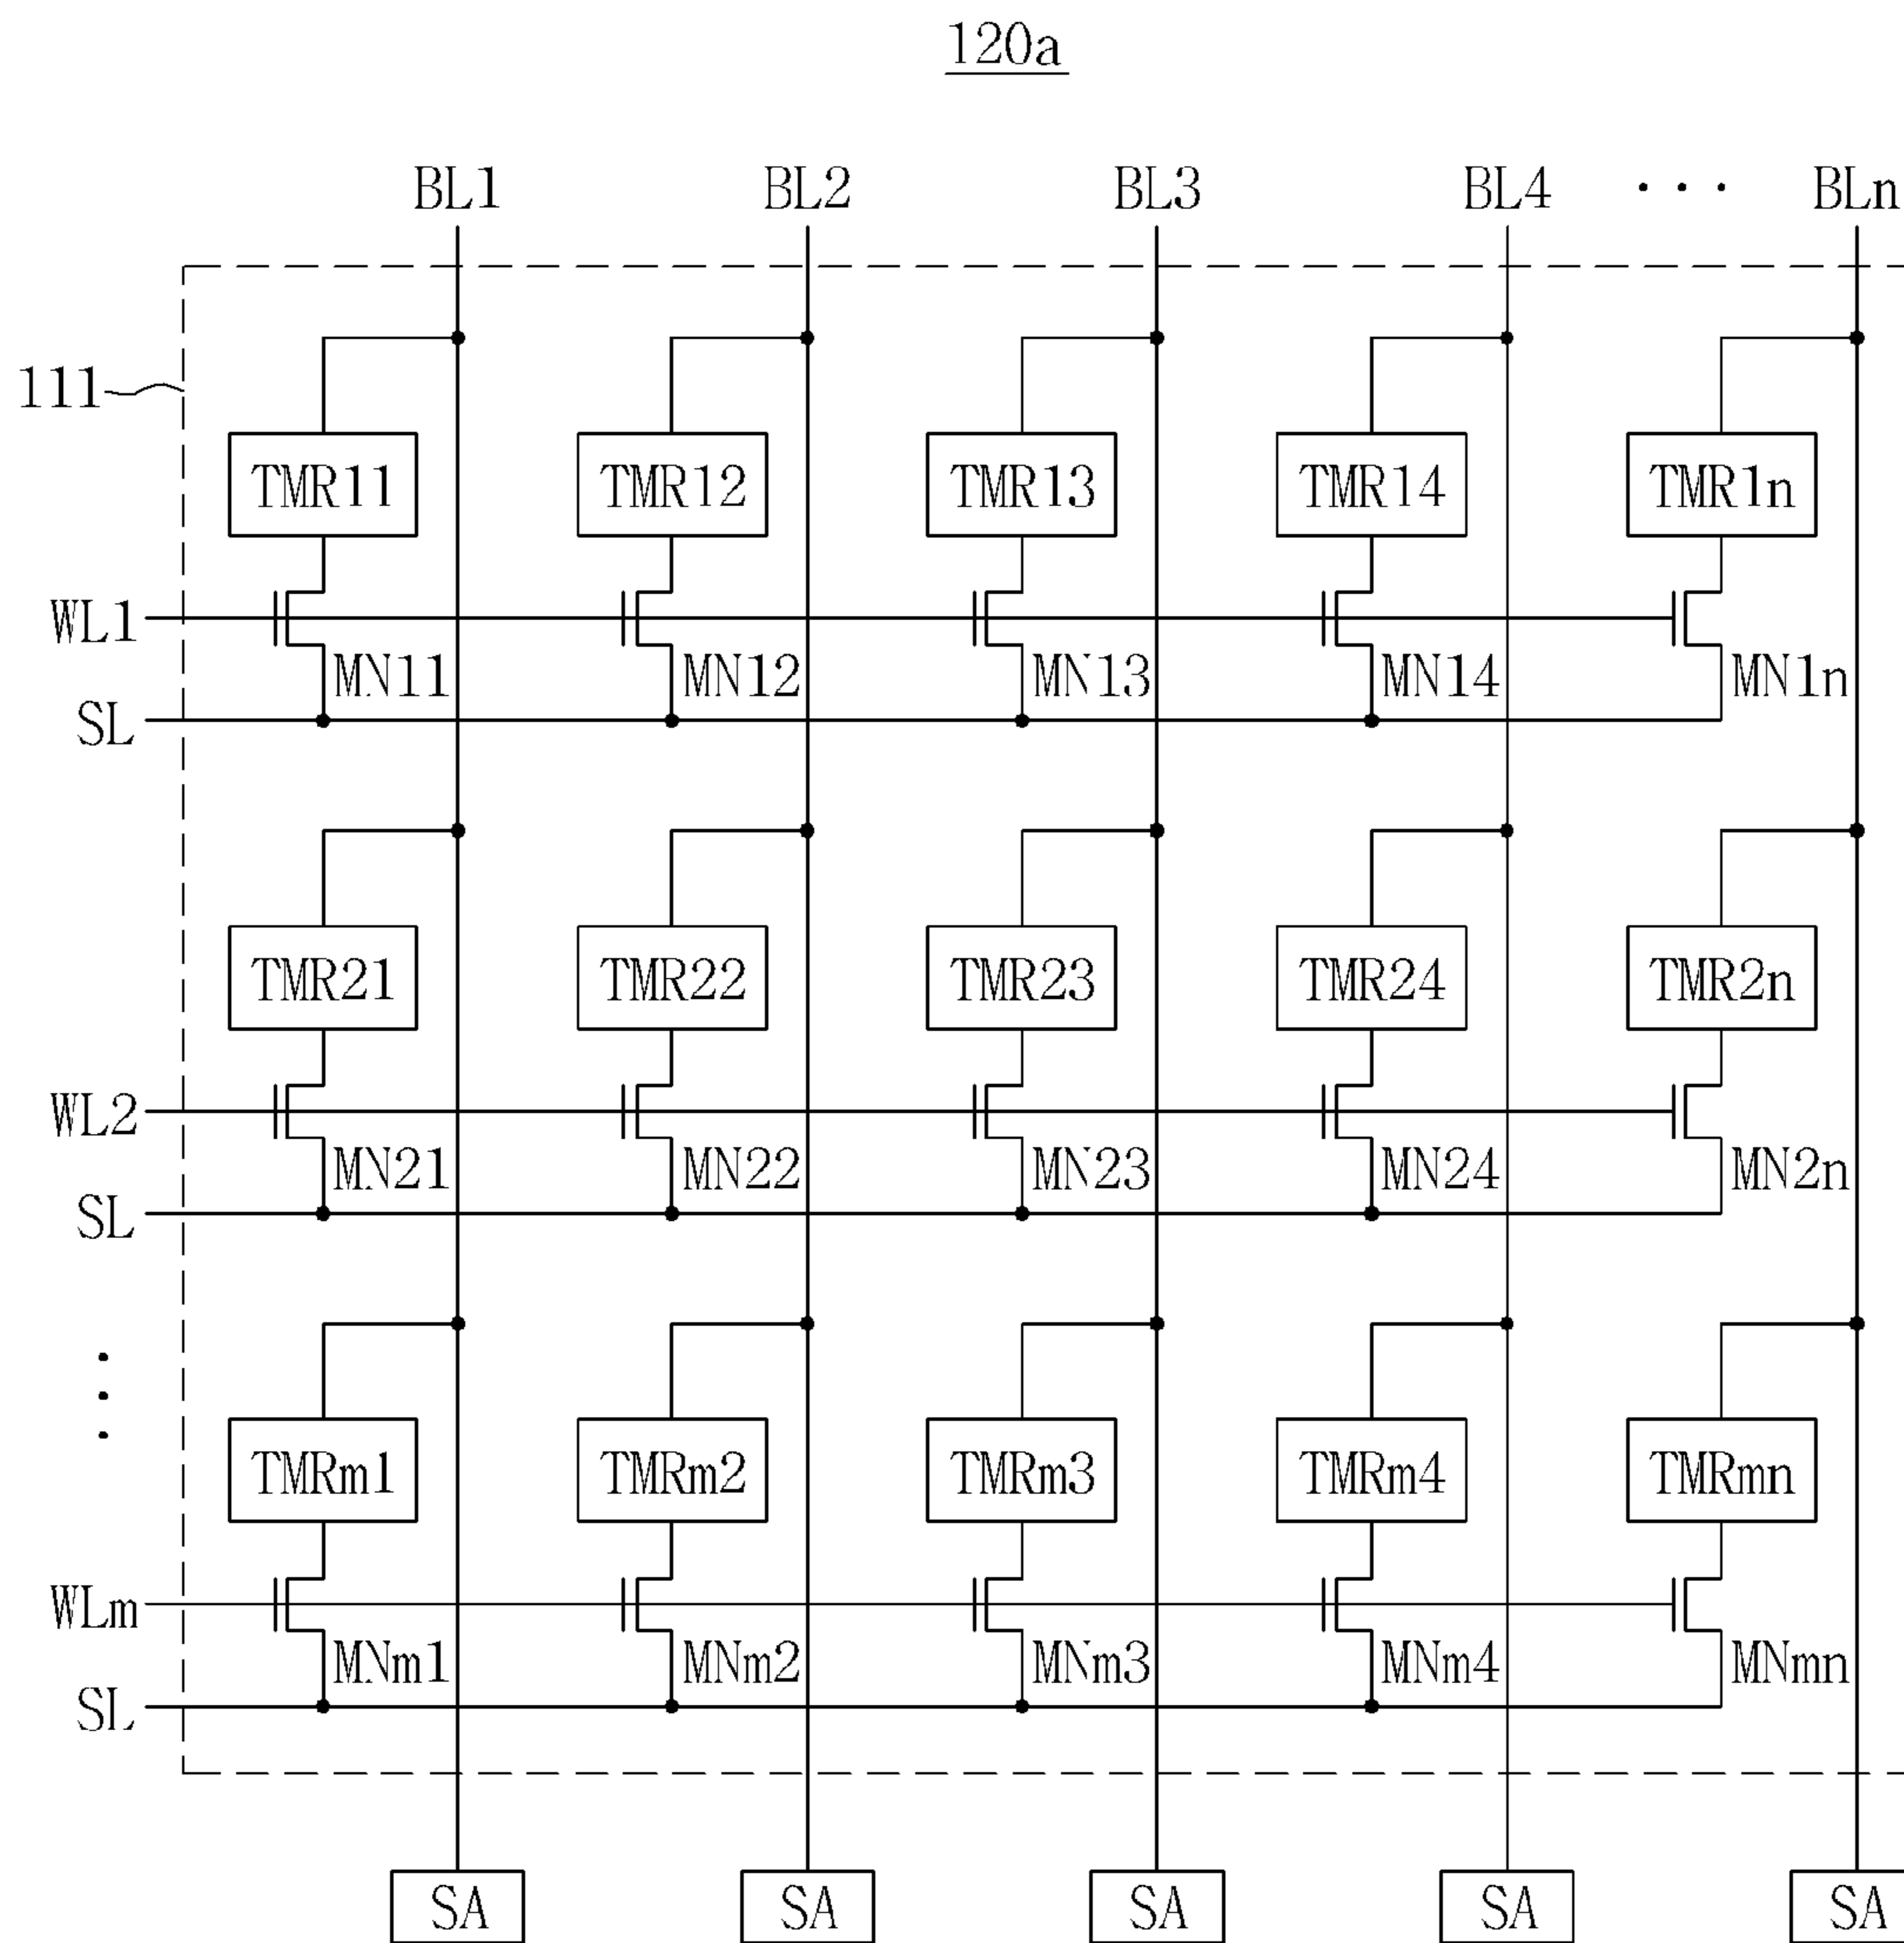 120a
BL1 BL2 BL3 BL4 ··· BLn
111
TMR11 TMR12 TMR13 TMR14 TMR1n
WL1
MN11 MN12 MN13 MN14 MN1n
SL
TMR21 TMR22 TMR23 TMR24 TMR2n
WL2
MN21 MN22 MN23 MN24 MN2n
SL
TMRm1 TMRm2 TMRm3 TMRm4 TMRmn
WLm
MNm1 MNm2 MNm3 MNm4 MNmn
SL
SA SA SA SA SA